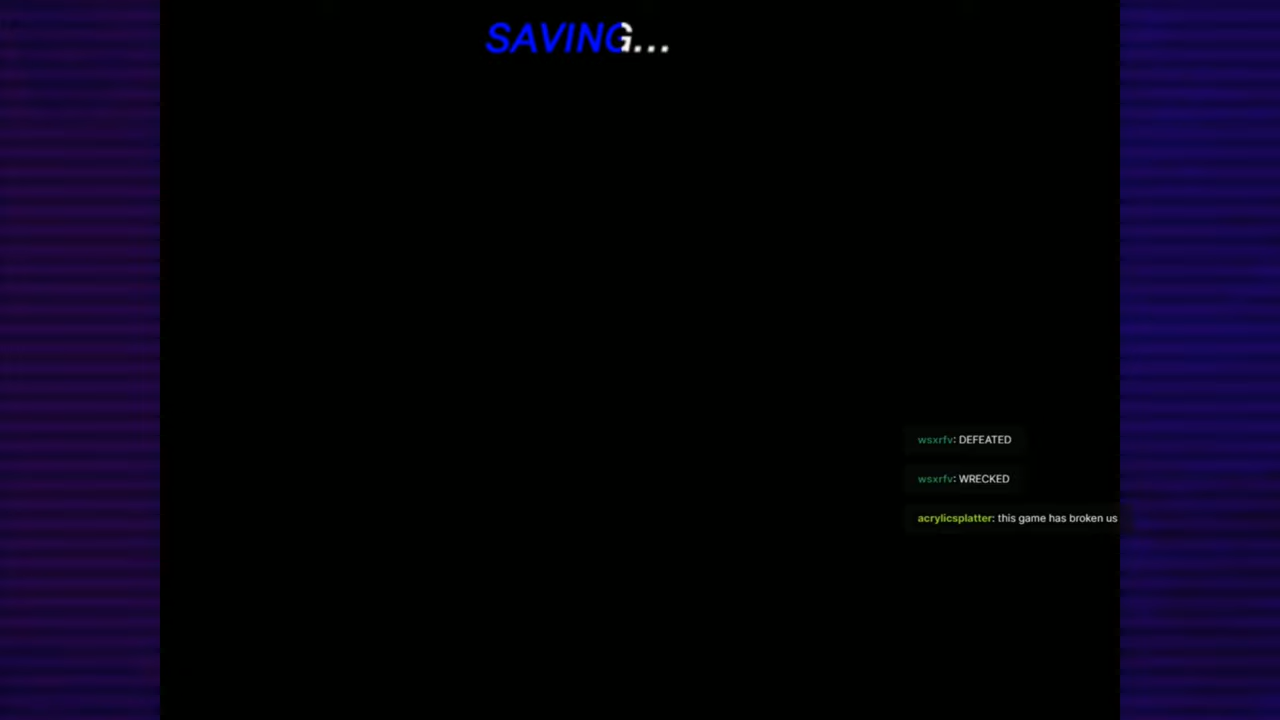 SAVING...
wsxrfv: DEFEATED
wsxrfv: WRECKED
acrylicsplatter: this game has broken us